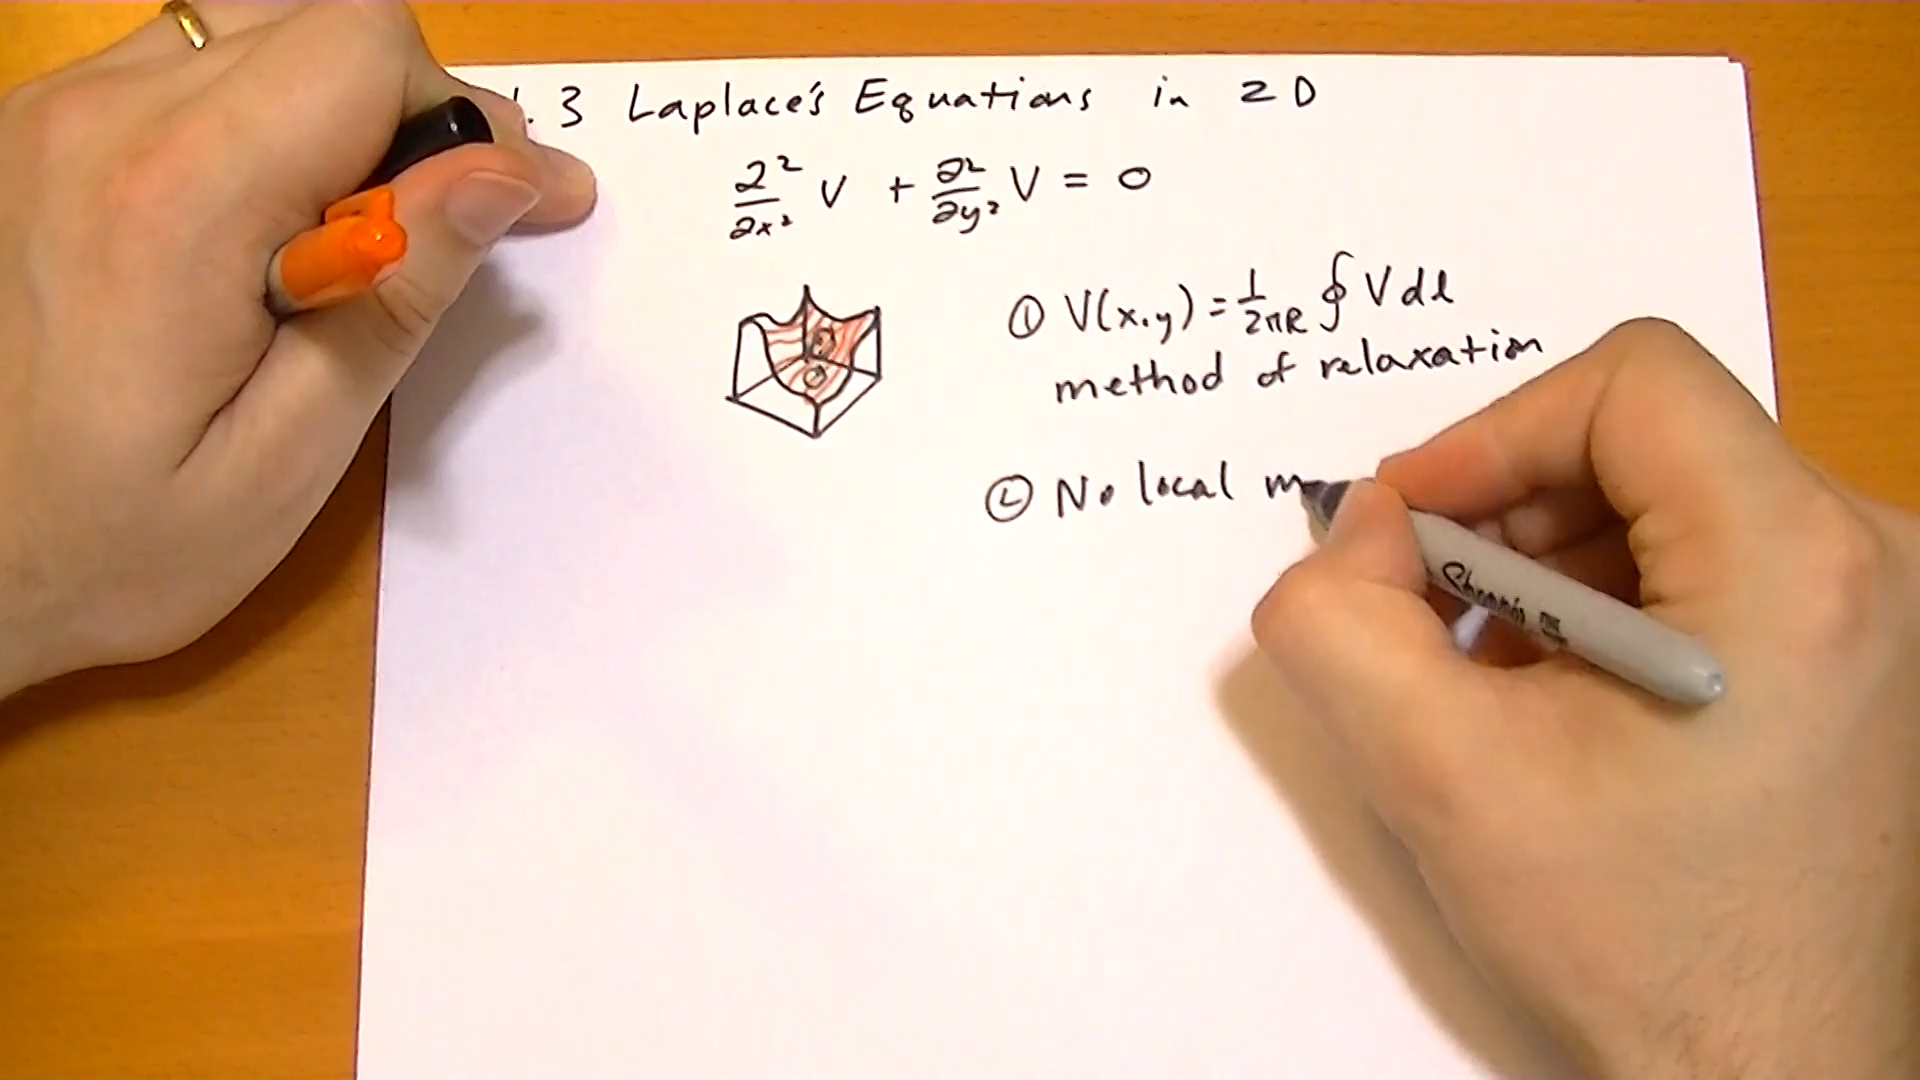 .3 Laplace's Equations in 2D
∂²/∂x² V + ∂²/∂y² V = 0
① V(x,y) = 1/2πR ∮ V dl
method of relaxation
② No local m